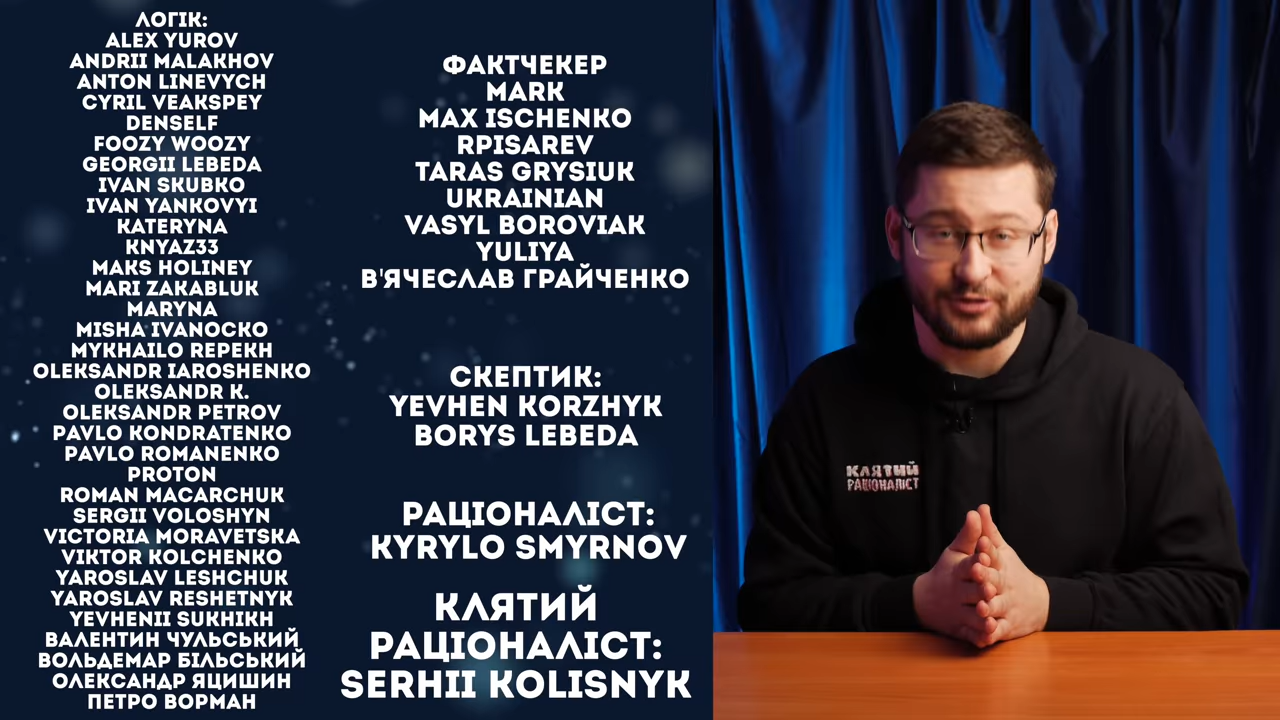 ЛОГІК:
ALEX YUROV
ANDRII MALAKHOV
ANTON LINEVYCH
CYRIL VEAKSPEY
DENSELF
FOOZY WOOZY
GEORGII LEBEDA
IVAN SKUBKO
IVAN YANKOVYI
KATERYNA
KNYAZ33
MAKS HOLINEY
MARI ZAKABLUK
MARYNA
MISHA IVANOCKO
MYKHAILO REPEKH
OLEKSANDR IAROSHENKO
OLEKSANDR K.
OLEKSANDR PETROV
PAVLO KONDRATENKO
PAVLO ROMANENKO
PROTON
ROMAN MACARCHUK
SERGII VOLOSHYN
VICTORIA MORAVETSKA
VIKTOR KOLCHENKO
YAROSLAV LESHCHUK
YAROSLAV RESHETNYK
YEVHENII SUKHIKH
ВАЛЕНТИН ЧУЛЬСЬКИЙ
ВОЛЬДЕМАР БІЛЬСЬКИЙ
ОЛЕКСАНДР ЯЦИШИН
ПЕТРО ВОРМАН
ФАКТЧЕКЕР
MARK
MAX ISCHENKO
RPISAREV
TARAS GRYSIUK
UKRAINIAN
VASYL BOROVIAK
YULIYA
В'ЯЧЕСЛАВ ГРАЙЧЕНКО
СКЕПТИК:
YEVHEN KORZHYK
BORYS LEBEDA
РАЦІОНАЛІСТ:
KYRYLO SMYRNOV
КЛЯТИЙ
РАЦІОНАЛІСТ:
SERHII KOLISNYK
КЛЯТИЙ
РАЦІОНАЛІСТ